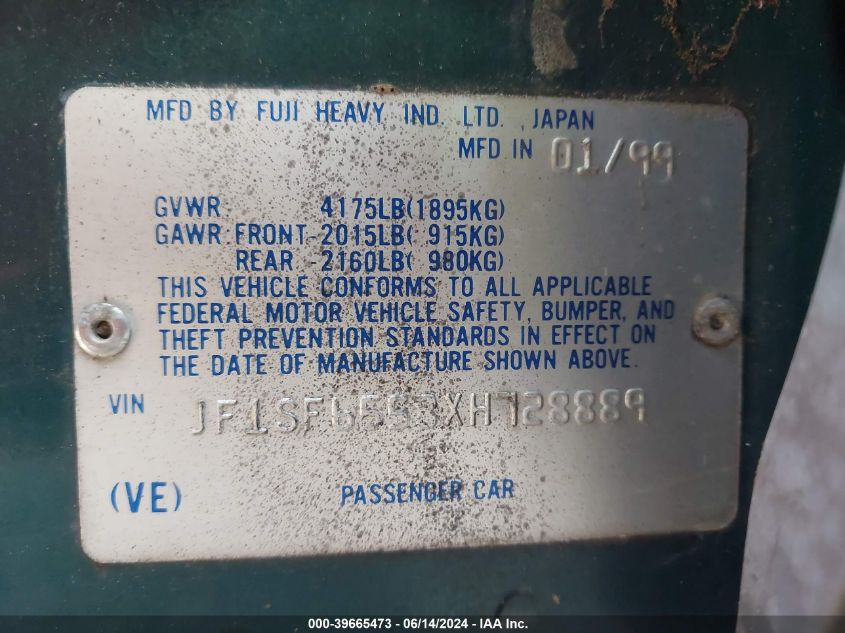 MFD BY FUJI HEAVY IND. LTD. ,JAPAN
MFD IN 01/99
GVWR 4175LB(1895KG)
GAWR FRONT-2015LB( 915KG)
REAR -2160LB( 980KG)
THIS VEHICLE CONFORMS TO ALL APPLICABLE
FEDERAL MOTOR VEHICLE SAFETY, BUMPER, AND
THEFT PREVENTION STANDARDS IN EFFECT ON
THE DATE OF MANUFACTURE SHOWN ABOVE.
VIN JF1SF6558XH728889
(VE) PASSENGER CAR
000-39665473 - 06/14/2024 - IAA Inc.